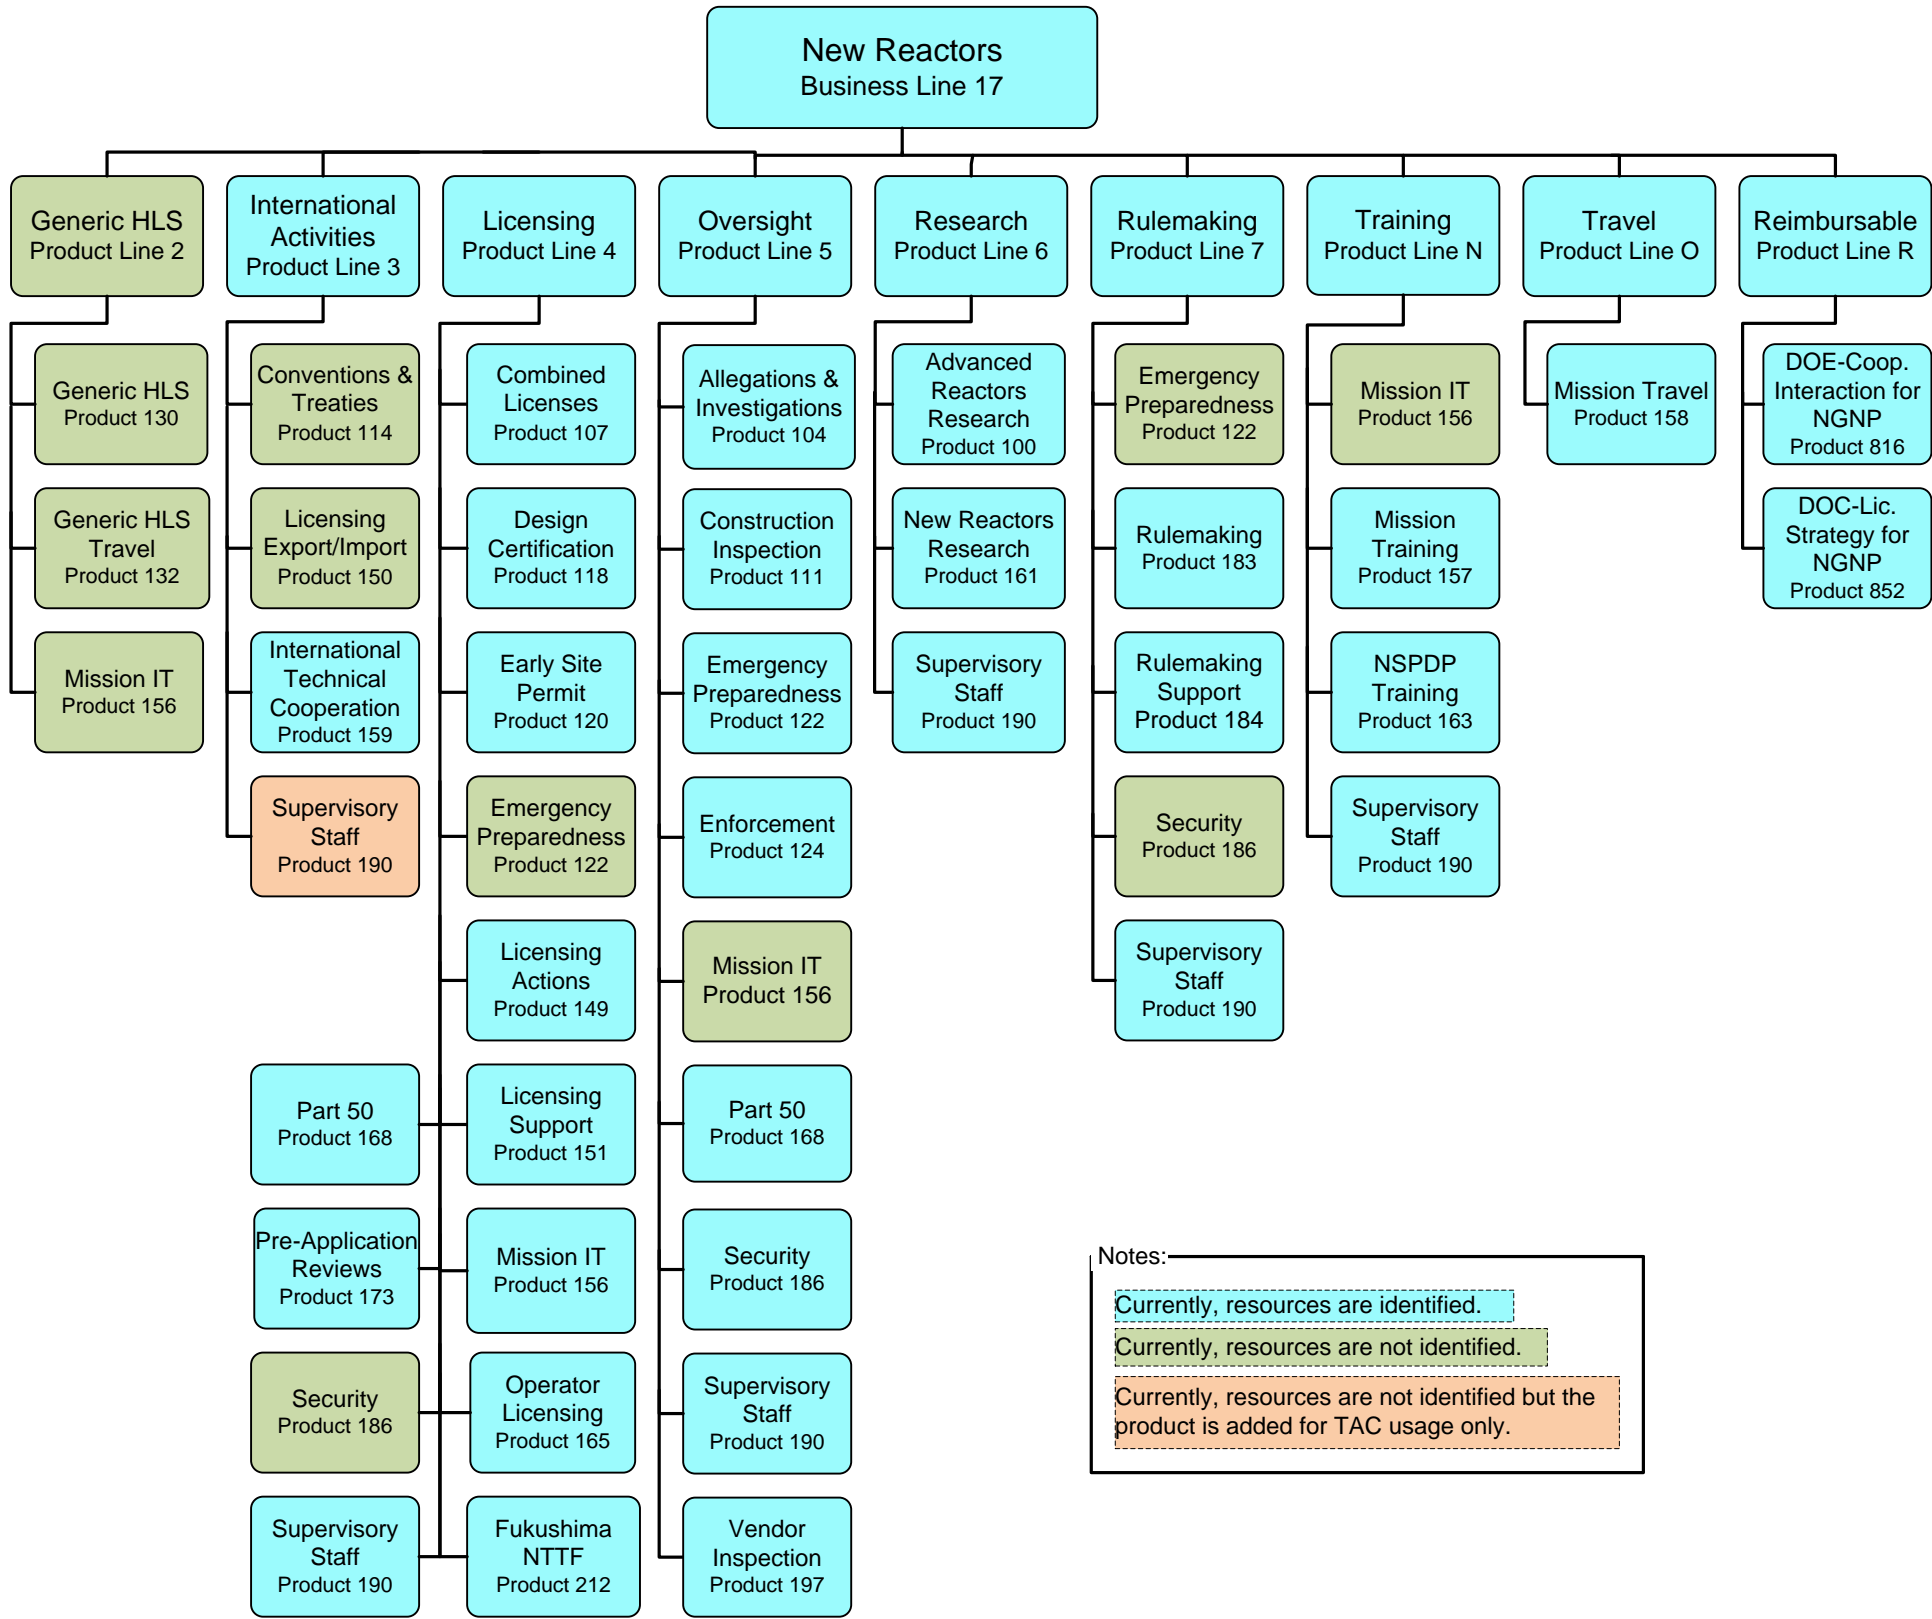 New Reactors
Business Line 17
Generic HLS
Product Line 2
International
Activities
Product Line 3
Licensing
Product Line 4
Oversight
Product Line 5
Research
Product Line 6
Rulemaking
Product Line 7
Training
Product Line N
Travel
Product Line O
Reimbursable
Product Line R
Generic HLS
Product 130
Generic HLS
Travel
Product 132
Mission IT
Product 156
Conventions &
Treaties
Product 114
Licensing
Export/Import
Product 150
International
Technical
Cooperation
Product 159
Supervisory
Staff
Product 190
Combined
Licenses
Product 107
Design
Certification
Product 118
Early Site
Permit
Product 120
Emergency
Preparedness
Product 122
Licensing
Actions
Product 149
Part 50
Product 168
Licensing
Support
Product 151
Pre-Application
Reviews
Product 173
Mission IT
Product 156
Security
Product 186
Operator
Licensing
Product 165
Supervisory
Staff
Product 190
Fukushima
NTTF
Product 212
Allegations &
Investigations
Product 104
Construction
Inspection
Product 111
Emergency
Preparedness
Product 122
Enforcement
Product 124
Mission IT
Product 156
Part 50
Product 168
Security
Product 186
Supervisory
Staff
Product 190
Vendor
Inspection
Product 197
Advanced
Reactors
Research
Product 100
New Reactors
Research
Product 161
Supervisory
Staff
Product 190
Emergency
Preparedness
Product 122
Rulemaking
Product 183
Rulemaking
Support
Product 184
Security
Product 186
Supervisory
Staff
Product 190
Mission IT
Product 156
Mission
Training
Product 157
NSPDP
Training
Product 163
Supervisory
Staff
Product 190
Mission Travel
Product 158
DOE-Coop.
Interaction for
NGNP
Product 816
DOC-Lic.
Strategy for
NGNP
Product 852
Notes:
Currently, resources are identified.
Currently, resources are not identified.
Currently, resources are not identified but the
product is added for TAC usage only.